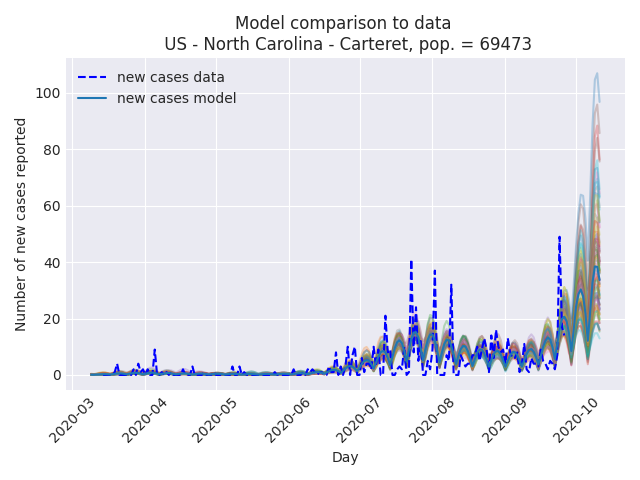 Model comparison to data
US - North Carolina - Carteret, pop. = 69473
new cases data
new cases model
Number of new cases reported
100
80
60
40
20
0
2020-03
2020-04
2020-05
2020-06
2020-07
2020-08
2020-09
2020-10
Day